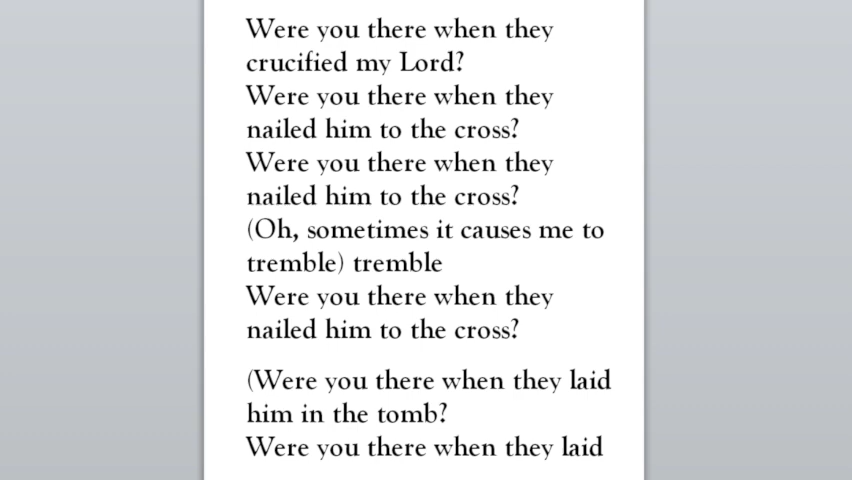 Were you there when they
crucified my Lord?
Were you there when they
nailed him to the cross?
Were you there when they
nailed him to the cross?
(Oh, sometimes it causes me to
tremble) tremble
Were you there when they
nailed him to the cross?
(Were you there when they laid
him in the tomb?
Were you there when they laid